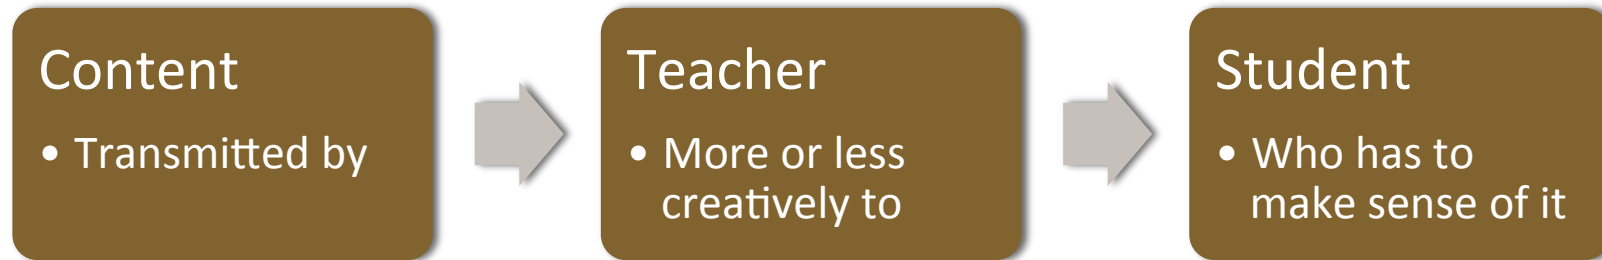 Content
• Transmitted by
Teacher
• More or less
creatively to
Student
• Who has to
make sense of it